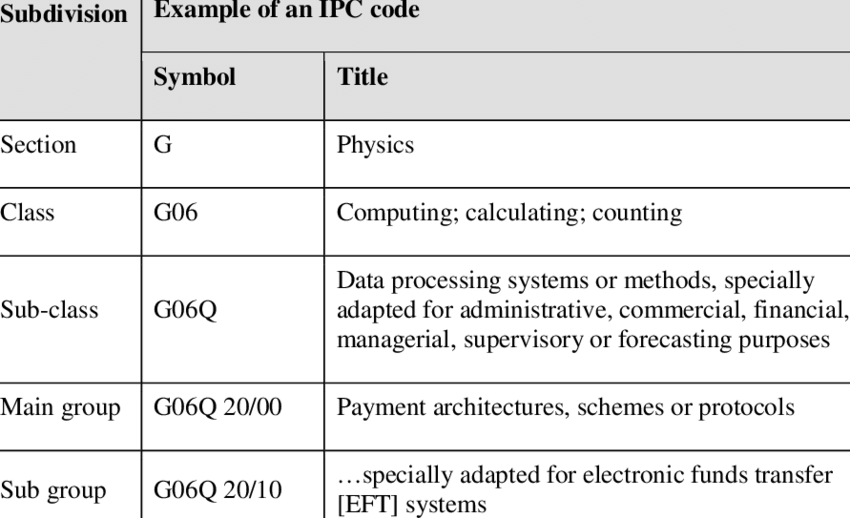 Subdivision
Example of an IPC code
Symbol
Title
Section
G
Physics
Class
G06
Computing; calculating; counting
Sub-class
G06Q
Data processing systems or methods, specially
adapted for administrative, commercial, financial,
managerial, supervisory or forecasting purposes
Main group
G06Q 20/00
Payment architectures, schemes or protocols
Sub group
G06Q 20/10
…specially adapted for electronic funds transfer
[EFT] systems